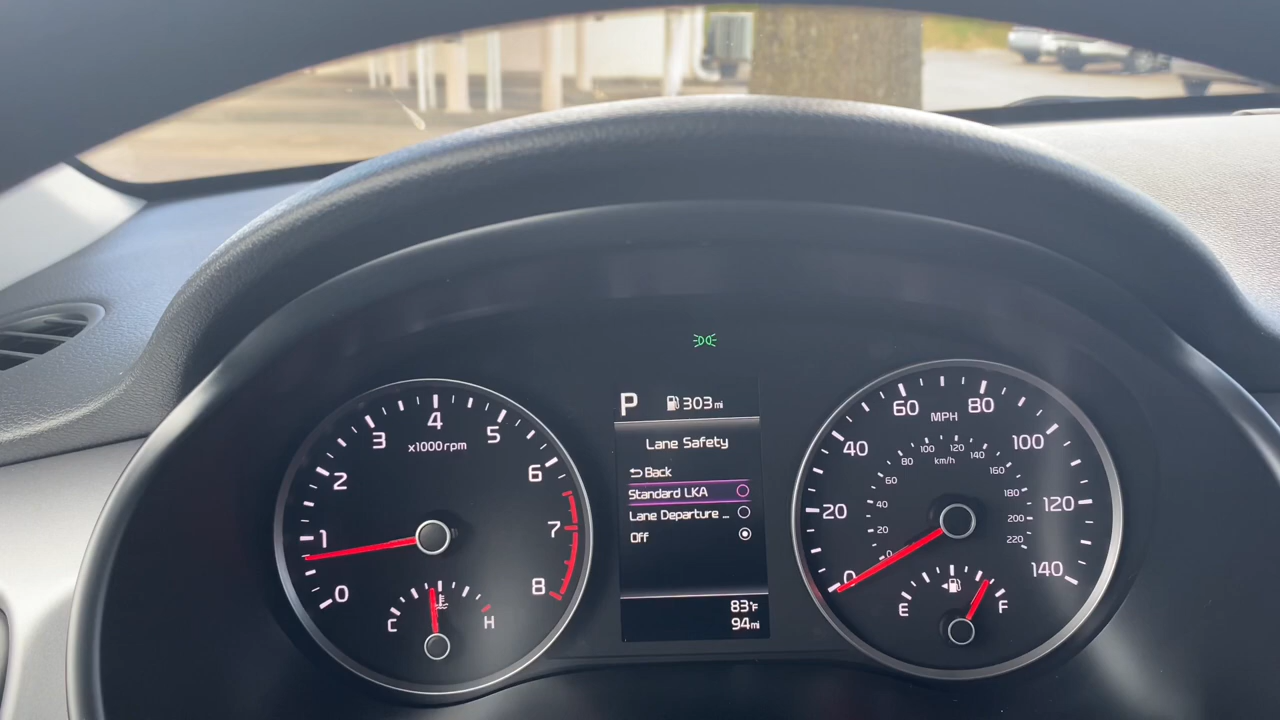 P 303mi
Lane Safety
Back
Standard LKA
Lane Departure ...
Off
83°F
94mi
0
1
2
3
4
5
6
7
8
x1000rpm
C
H
0
20
40
60
80
100
120
140
MPH
0
20
40
60
80
100
120
140
160
180
200
220
km/h
E
F